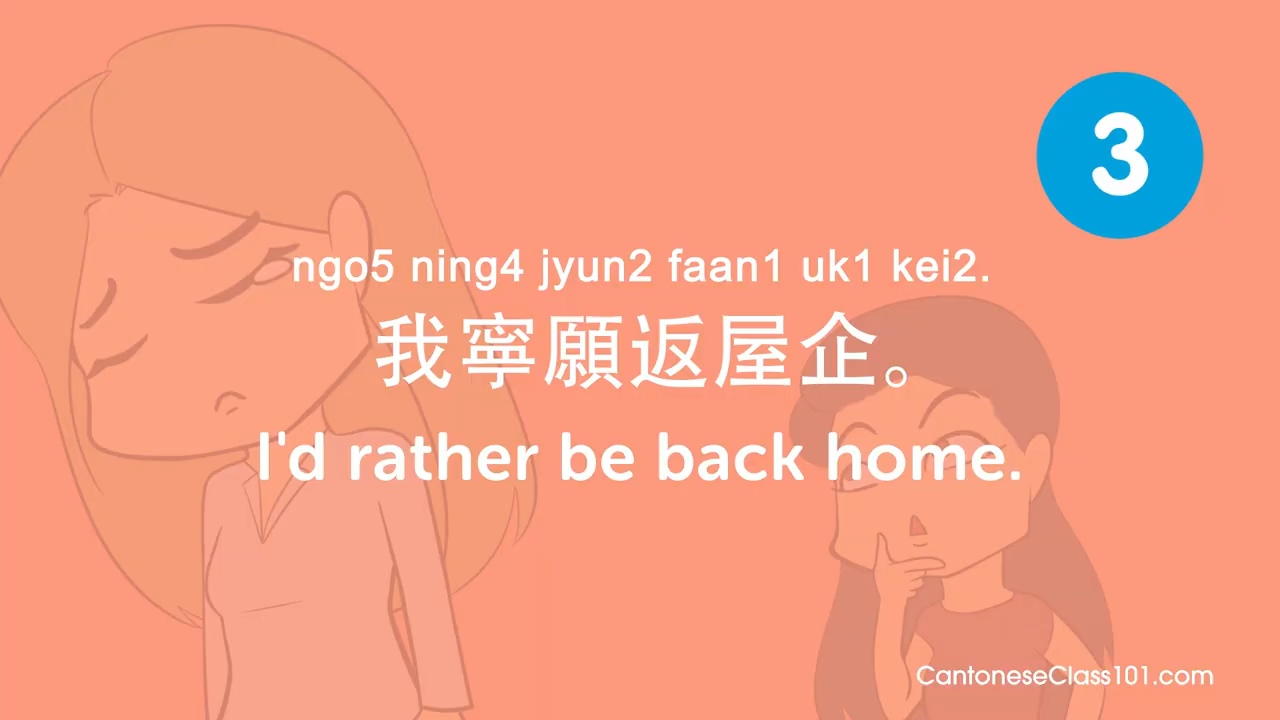 3
ngo5 ning4 jyun2 faan1 uk1 kei2.
我寧願返屋企。
I'd rather be back home.
CantoneseClass101.com